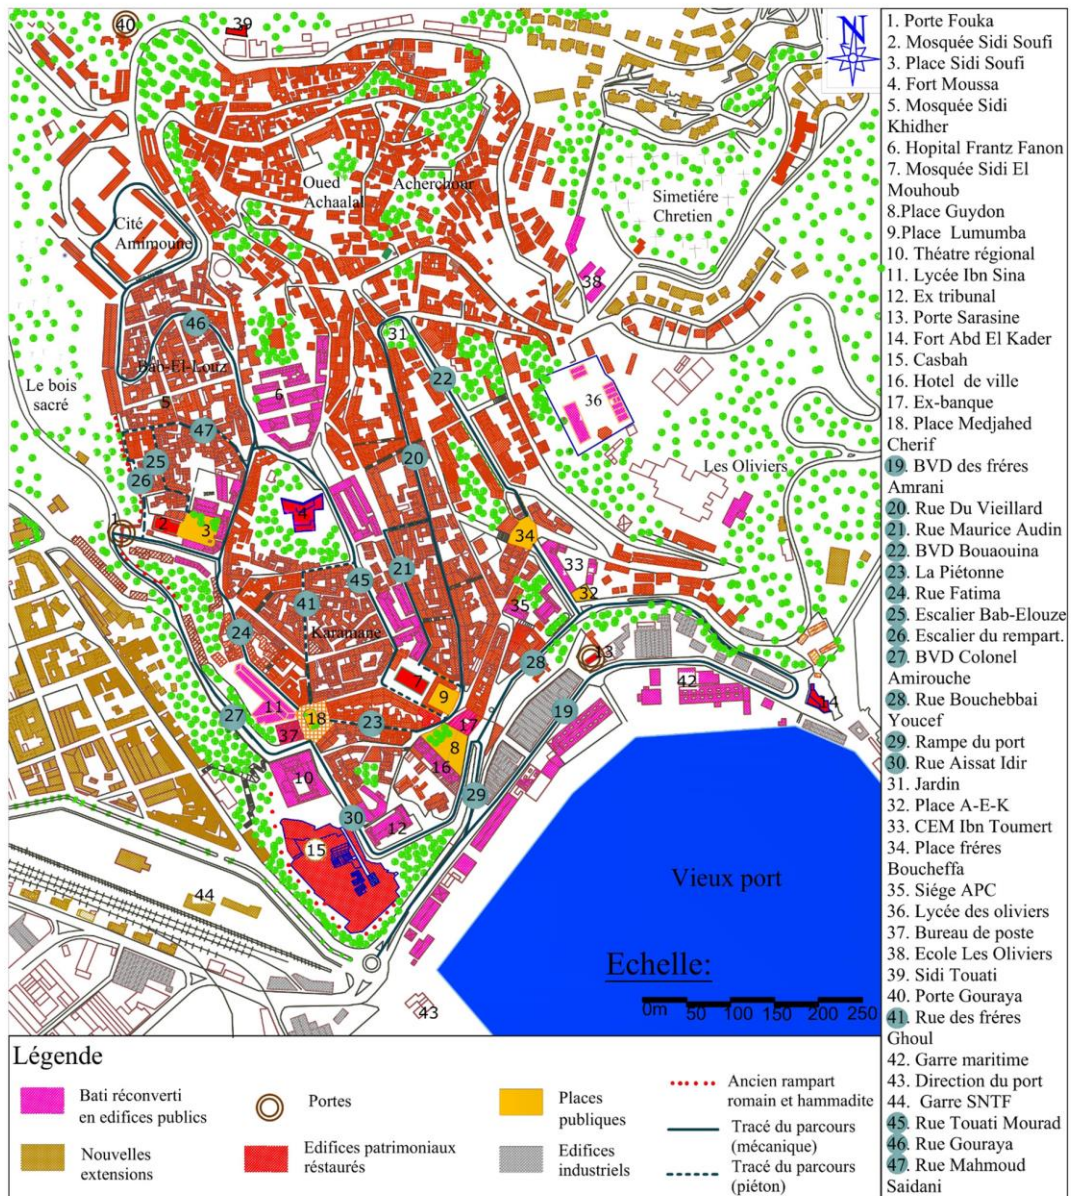 40
39
N
Oued
Achaalal
Acherchour
Simetiére
Chretien
Cité
Amimoune
38
46
31
Bab-El-Louz
22
Le bois
sacré
6
5
36
47
20
25
26
Les Oliviers
4
1
2
3
34
33
45
21
32
41
35
24
Karamane
28
13
7
42
9
14
11
27
18
23
19
17
37
8
16
10
29
30
12
15
44
Vieux port
Echelle:
0m 50 100 150 200 250
43
1. Porte Fouka
2. Mosquée Sidi Soufi
3. Place Sidi Soufi
4. Fort Moussa
5. Mosquée Sidi
Khidher
6. Hopital Frantz Fanon
7. Mosquée Sidi El
Mouhoub
8.Place Guydon
9.Place Lumumba
10. Théatre régional
11. Lycée Ibn Sina
12. Ex tribunal
13. Porte Sarasine
14. Fort Abd El Kader
15. Casbah
16. Hotel de ville
17. Ex-banque
18. Place Medjahed
Cherif
19. BVD des fréres
Amrani
20. Rue Du Vieillard
21. Rue Maurice Audin
22. BVD Bouaouina
23. La Piétonne
24. Rue Fatima
25. Escalier Bab-Elouze
26. Escalier du rempart.
27. BVD Colonel
Amirouche
28. Rue Bouchebbai
Youcef
29. Rampe du port
30. Rue Aissat Idir
31. Jardin
32. Place A-E-K
33. CEM Ibn Toumert
34. Place fréres
Boucheffa
35. Siége APC
36. Lycée des oliviers
37. Bureau de poste
38. Ecole Les Oliviers
39. Sidi Touati
40. Porte Gouraya
41. Rue des fréres
Ghoul
42. Garre maritime
43. Direction du port
44. Garre SNTF
45. Rue Touati Mourad
46. Rue Gouraya
47. Rue Mahmoud
Saidani
Légende
Bati réconverti
en edifices publics
Nouvelles
extensions
Portes
Edifices patrimoniaux
réstaurés
Places
publiques
Edifices
industriels
Ancien rampart
romain et hammadite
Tracé du parcours
(mécanique)
Tracé du parcours
(piéton)